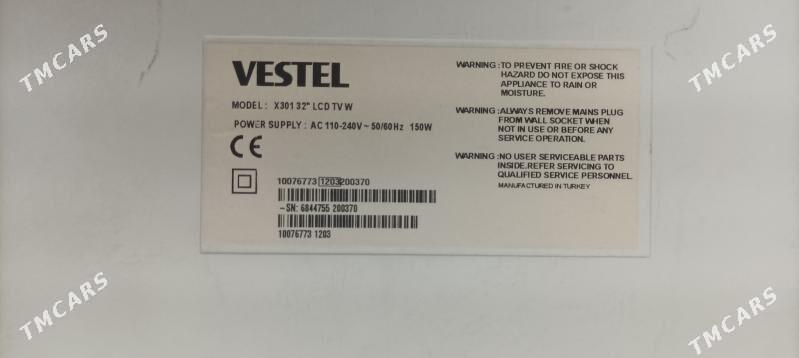 VESTEL
MODEL : X301 32" LCD TV W
POWER SUPPLY : AC 110-240V ~ 50/60Hz 150W
CE
10076773 1203 200370
-SN: 6844755 200370
10076773 1203
WARNING :TO PREVENT FIRE OR SHOCK
HAZARD DO NOT EXPOSE THIS
APPLIANCE TO RAIN OR
MOISTURE.
WARNING :ALWAYS REMOVE MAINS PLUG
FROM WALL SOCKET WHEN
NOT IN USE OR BEFORE ANY
SERVICE OPERATION.
WARNING :NO USER SERVICEABLE PARTS
INSIDE.REFER SERVICING TO
QUALIFIED SERVICE PERSONNEL.
MANUFACTURED IN TURKEY
TMCARS
TMCARS
TMCARS
TMCARS